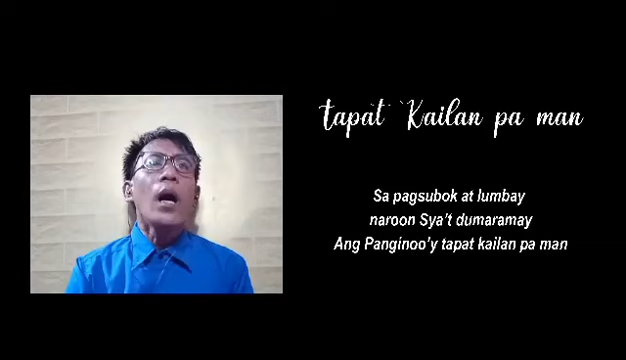 Tapat Kailan pa man
Sa pagsubok at lumbay
naroon Sya't dumaramay
Ang Panginoo'y tapat kailan pa man